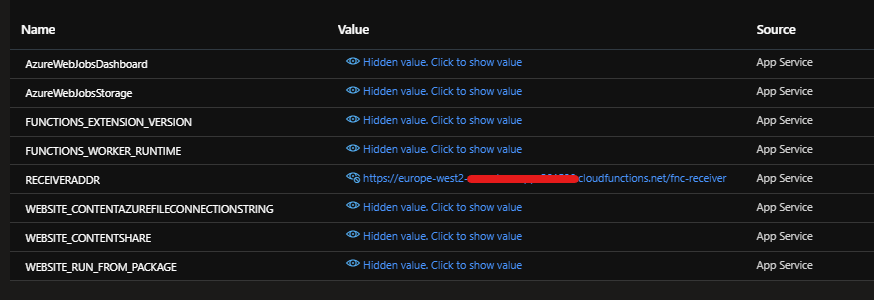 Name Value Source
AzureWebJobsDashboard Hidden value. Click to show value App Service
AzureWebJobsStorage Hidden value. Click to show value App Service
FUNCTIONS_EXTENSION_VERSION Hidden value. Click to show value App Service
FUNCTIONS_WORKER_RUNTIME Hidden value. Click to show value App Service
RECEIVERADDR https://europe-west2- cloudfunctions.net/fnc-receiver App Service
WEBSITE_CONTENTAZUREFILECONNECTIONSTRING Hidden value. Click to show value App Service
WEBSITE_CONTENTSHARE Hidden value. Click to show value App Service
WEBSITE_RUN_FROM_PACKAGE Hidden value. Click to show value App Service